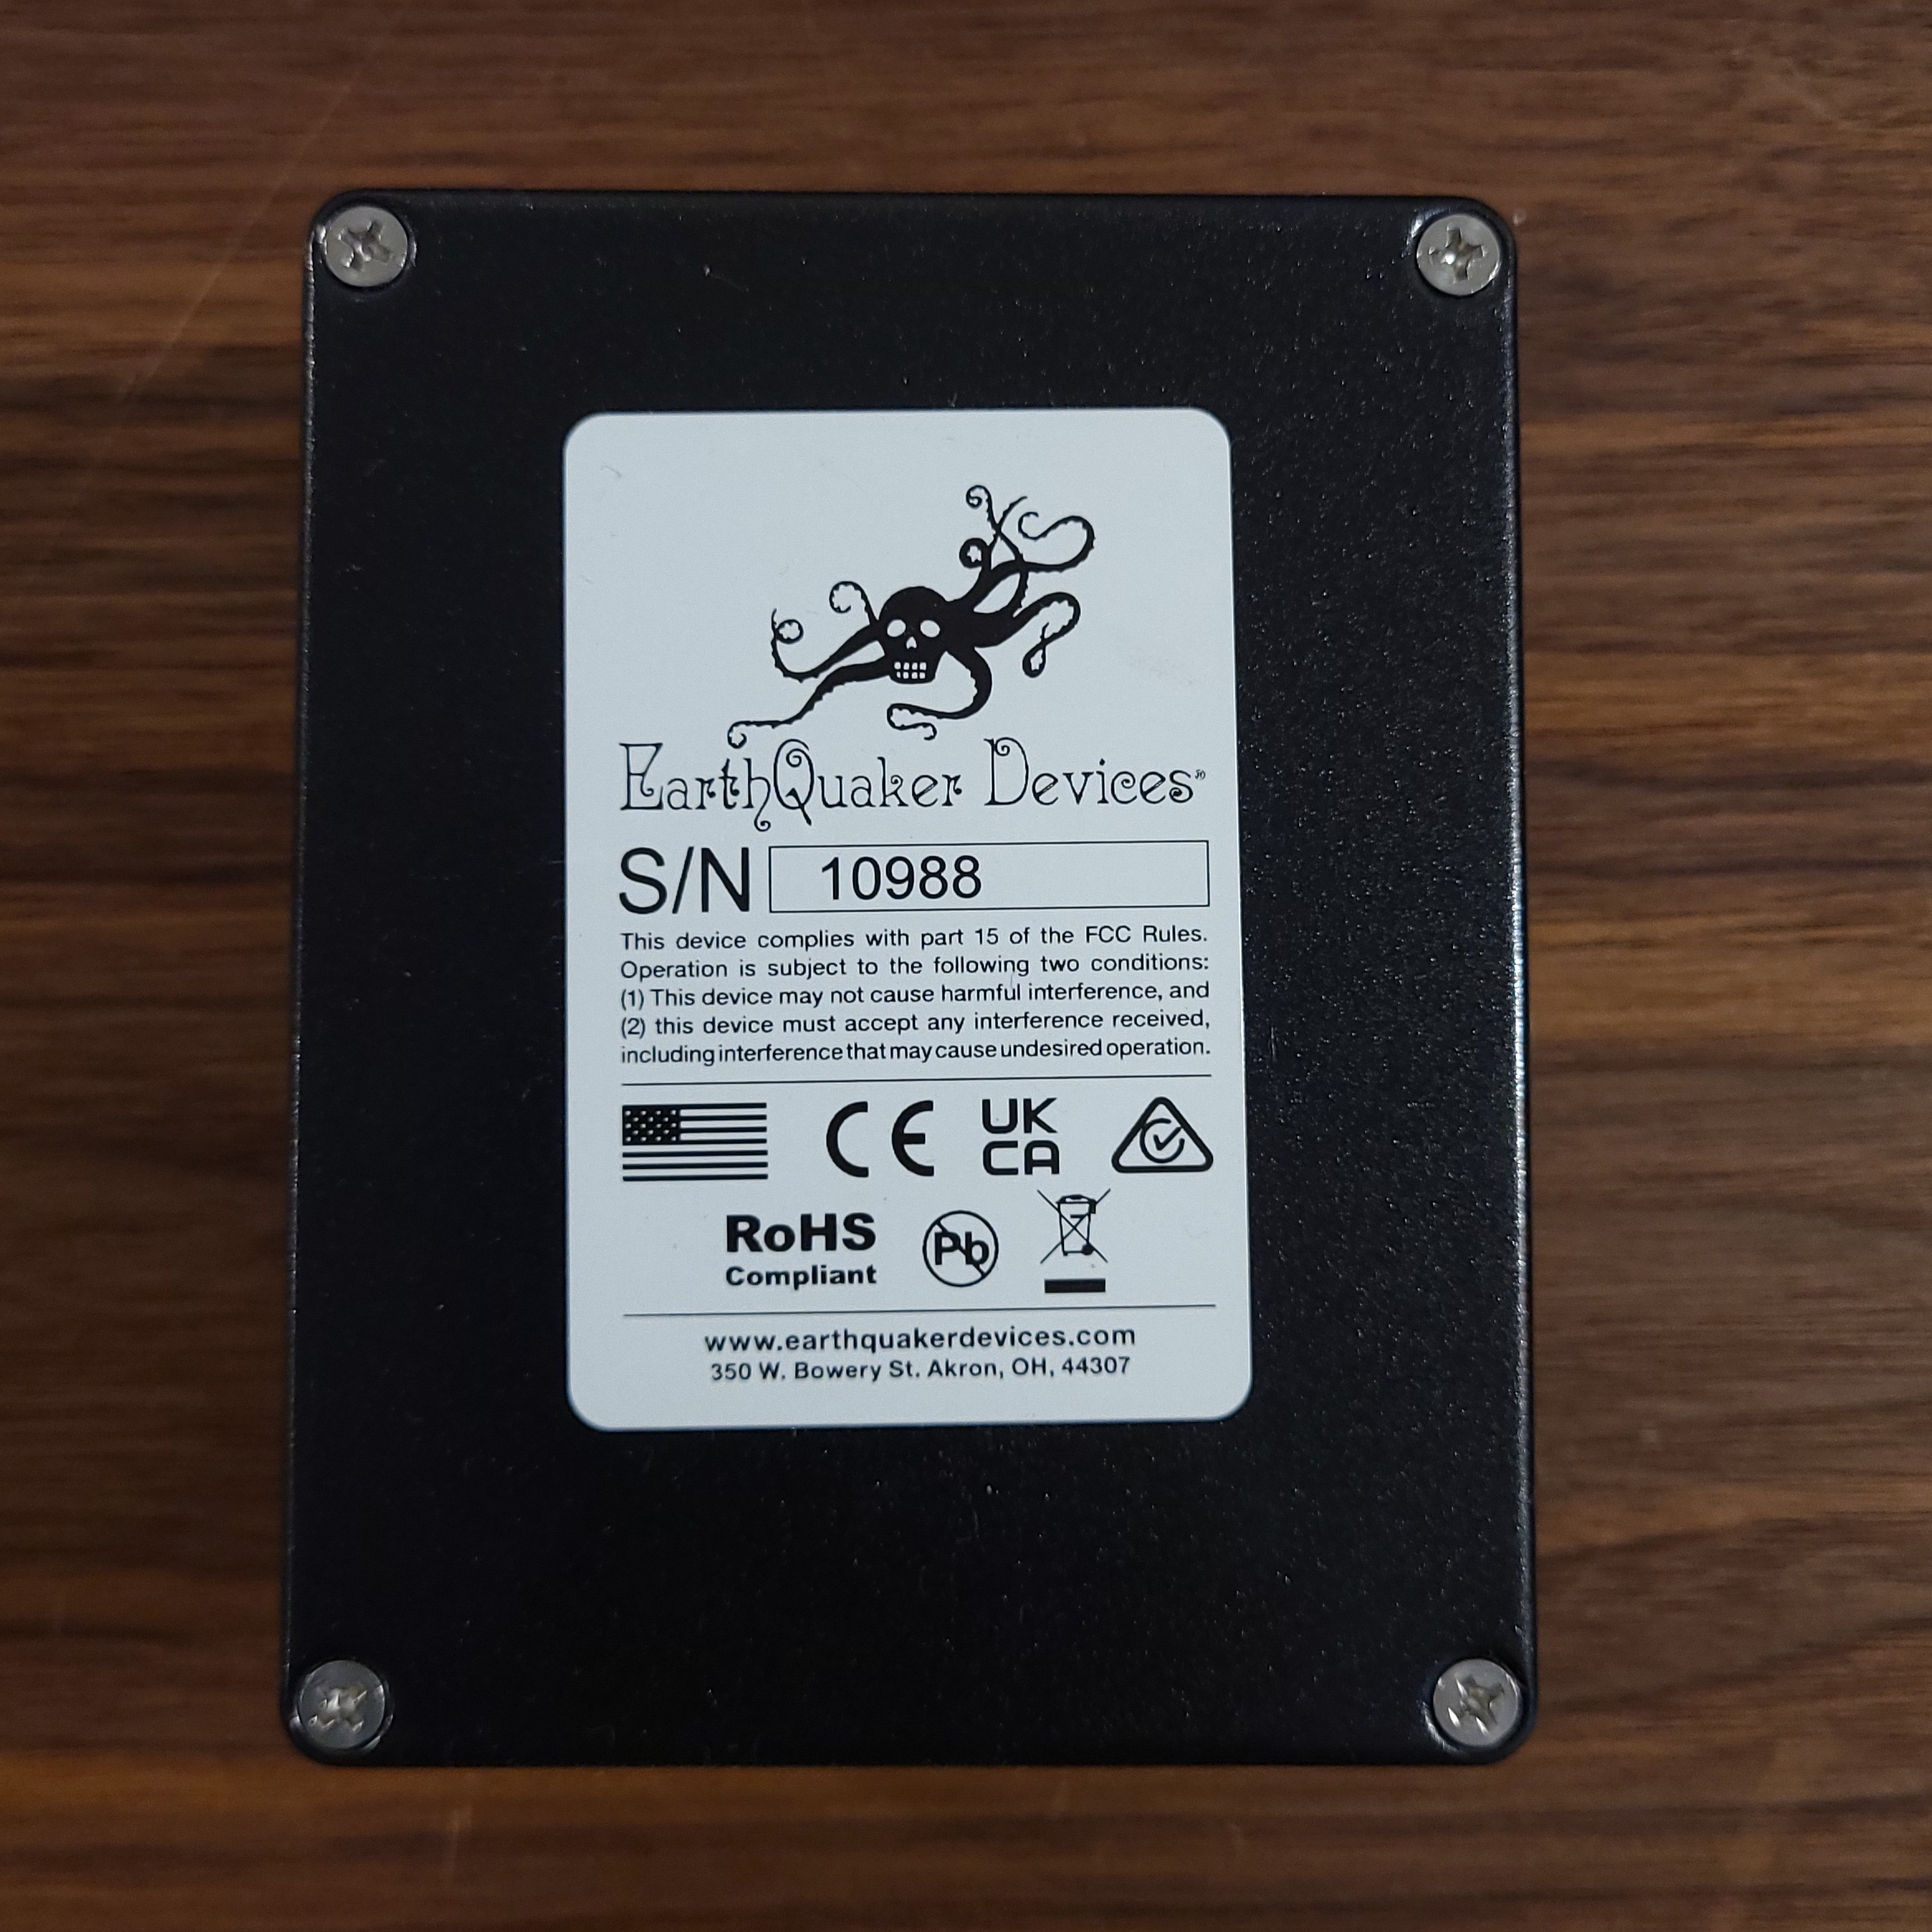 EarthQuaker Devices®
S/N 10988
This device complies with part 15 of the FCC Rules.
Operation is subject to the following two conditions:
(1) This device may not cause harmful interference, and
(2) this device must accept any interference received,
including interference that may cause undesired operation.
CE UK
CA
RoHS
Compliant
Pb
www.earthquakerdevices.com
350 W. Bowery St. Akron, OH, 44307